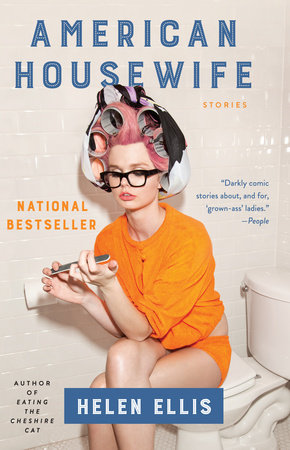 AMERICAN
HOUSEWIFE
STORIES
"Darkly comic
stories about, and for,
'grown-ass' ladies."
—People
NATIONAL
BESTSELLER
AUTHOR
OF
EATING
THE
CHESHIRE
CAT
HELEN ELLIS